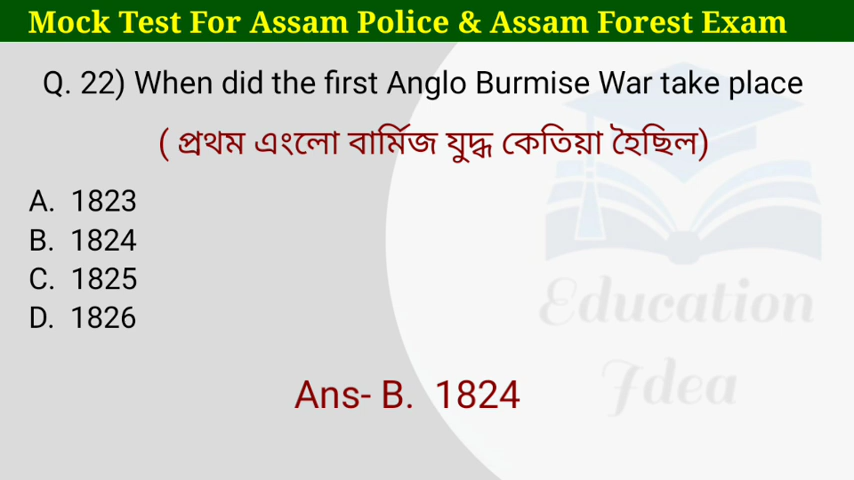 Mock Test For Assam Police & Assam Forest Exam
Q. 22) When did the first Anglo Burmise War take place
( প্ৰথম এংলো বাৰ্মিজ যুদ্ধ কেতিয়া হৈছিল)
A. 1823
B. 1824
C. 1825
D. 1826
Education
Idea
Ans- B. 1824